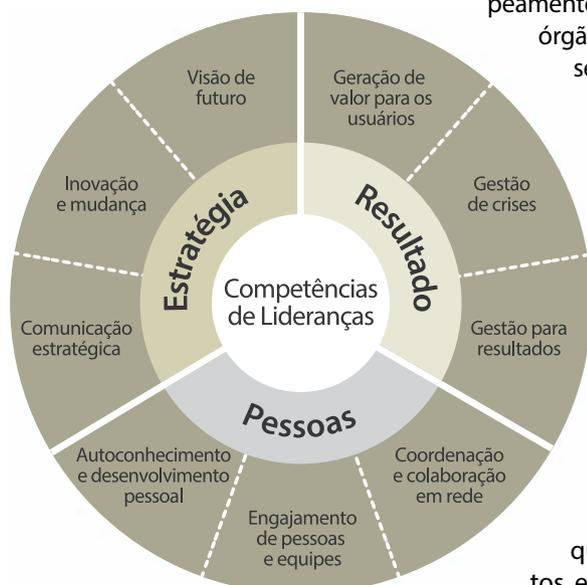 peamento
órgã
se
Visão de
futuro
Geração de
valor para os
usuários
Inovação
e mudança
Gestão
de crises
Estratégia
Resultado
Competências
de Lideranças
Comunicação
estratégica
Gestão para
resultados
Pessoas
Autoconhecimento
e desenvolvimento
pessoal
Coordenação
e colaboração
em rede
Engajamento
de pessoas
e equipes
qu
tos e